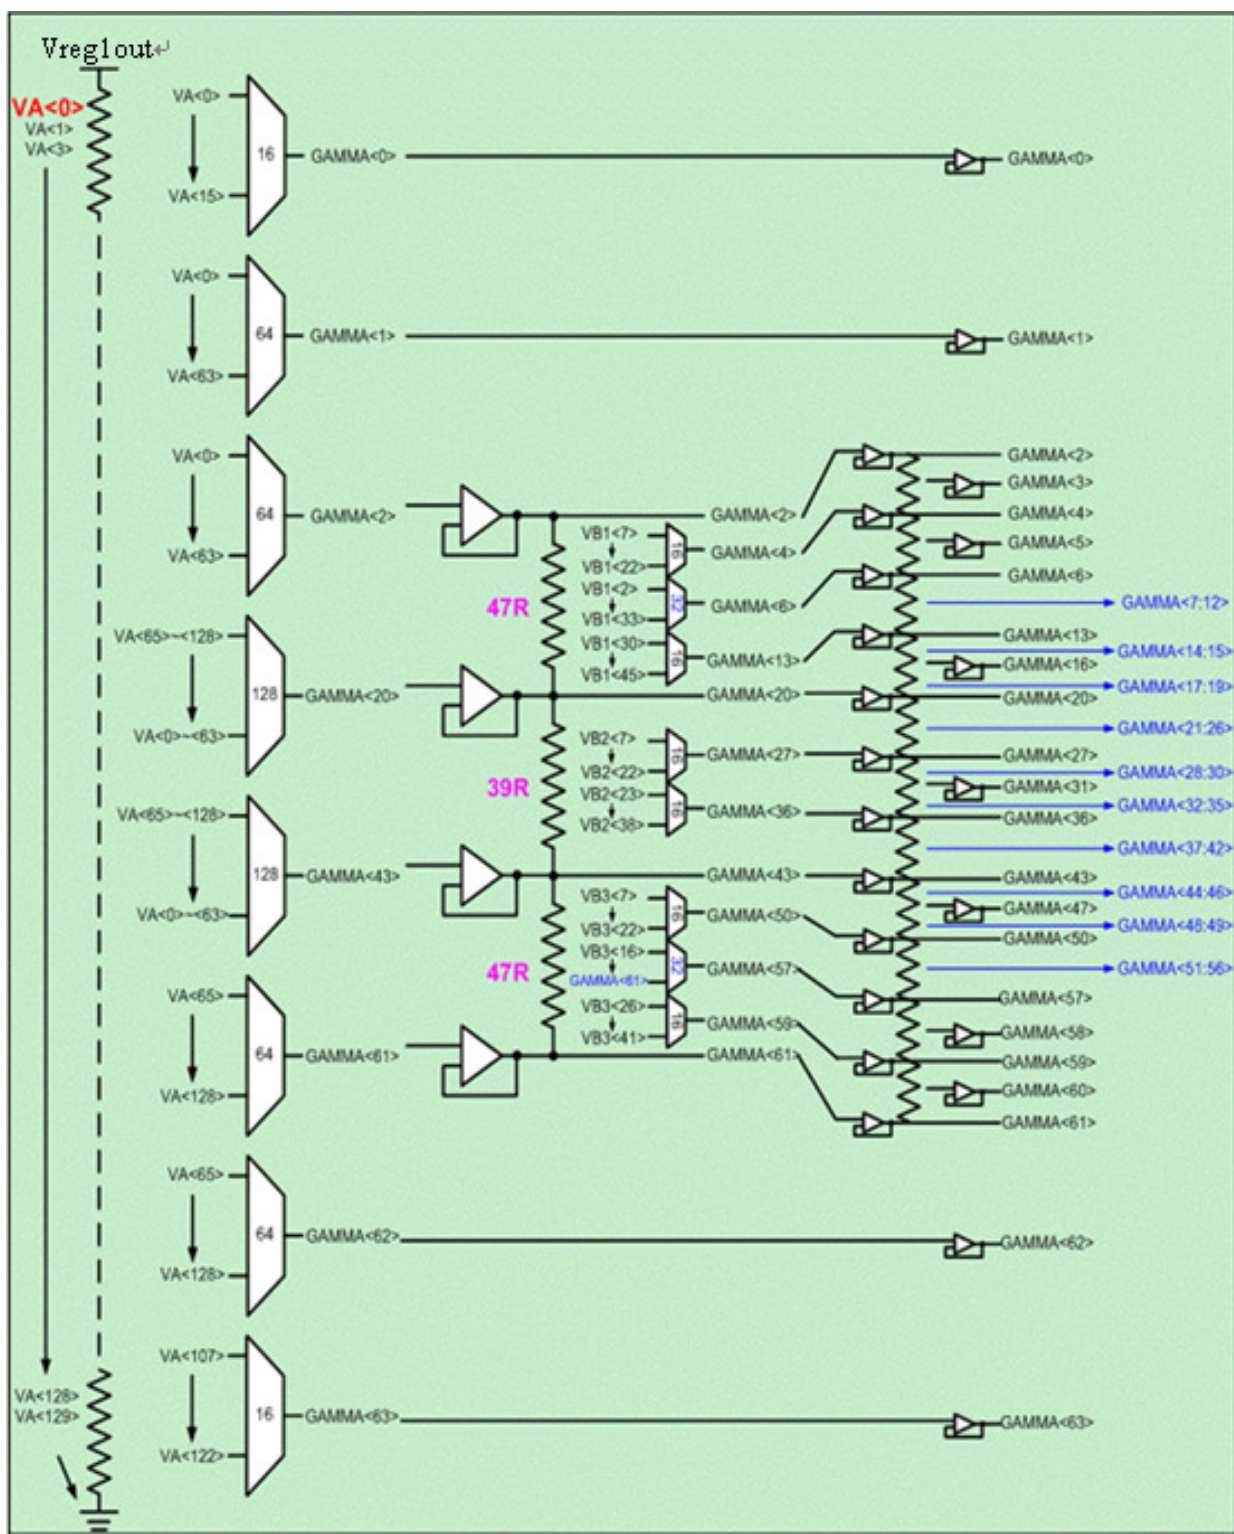 Vreg1out↵
VA<0>
VA<1>
VA<3>
VA<0>
16
GAMMA<0>
GAMMA<0>
VA<15>
VA<0>
64
GAMMA<1>
GAMMA<1>
VA<63>
VA<0>
64
GAMMA<2>
VA<63>
GAMMA<2>
GAMMA<2>
GAMMA<3>
VB1<7>
16
GAMMA<4>
GAMMA<4>
VB1<22>
GAMMA<5>
VB1<2>
32
GAMMA<6>
GAMMA<6>
VB1<33>
47R
GAMMA<7:12>
VB1<30>
16
GAMMA<13>
GAMMA<13>
VB1<45>
GAMMA<14:15>
GAMMA<16>
GAMMA<17:19>
VA<65>~<128>
128
GAMMA<20>
GAMMA<20>
GAMMA<20>
VA<0>~<63>
GAMMA<21:26>
VB2<7>
16
GAMMA<27>
GAMMA<27>
VB2<22>
GAMMA<28:30>
39R
VB2<23>
16
GAMMA<36>
GAMMA<31>
VB2<38>
GAMMA<32:35>
GAMMA<36>
GAMMA<37:42>
VA<65>~<128>
128
GAMMA<43>
GAMMA<43>
GAMMA<43>
VA<0>~<63>
GAMMA<44:46>
VB3<7>
16
GAMMA<50>
GAMMA<47>
VB3<22>
GAMMA<48:49>
GAMMA<50>
47R
VB3<16>
32
GAMMA<57>
GAMMA<51:56>
GAMMA<61>
GAMMA<57>
VB3<26>
16
GAMMA<59>
GAMMA<58>
VB3<41>
GAMMA<59>
VA<65>
64
GAMMA<61>
GAMMA<61>
GAMMA<60>
VA<128>
GAMMA<61>
VA<65>
64
GAMMA<62>
GAMMA<62>
VA<128>
VA<107>
16
GAMMA<63>
GAMMA<63>
VA<122>
VA<128>
VA<129>